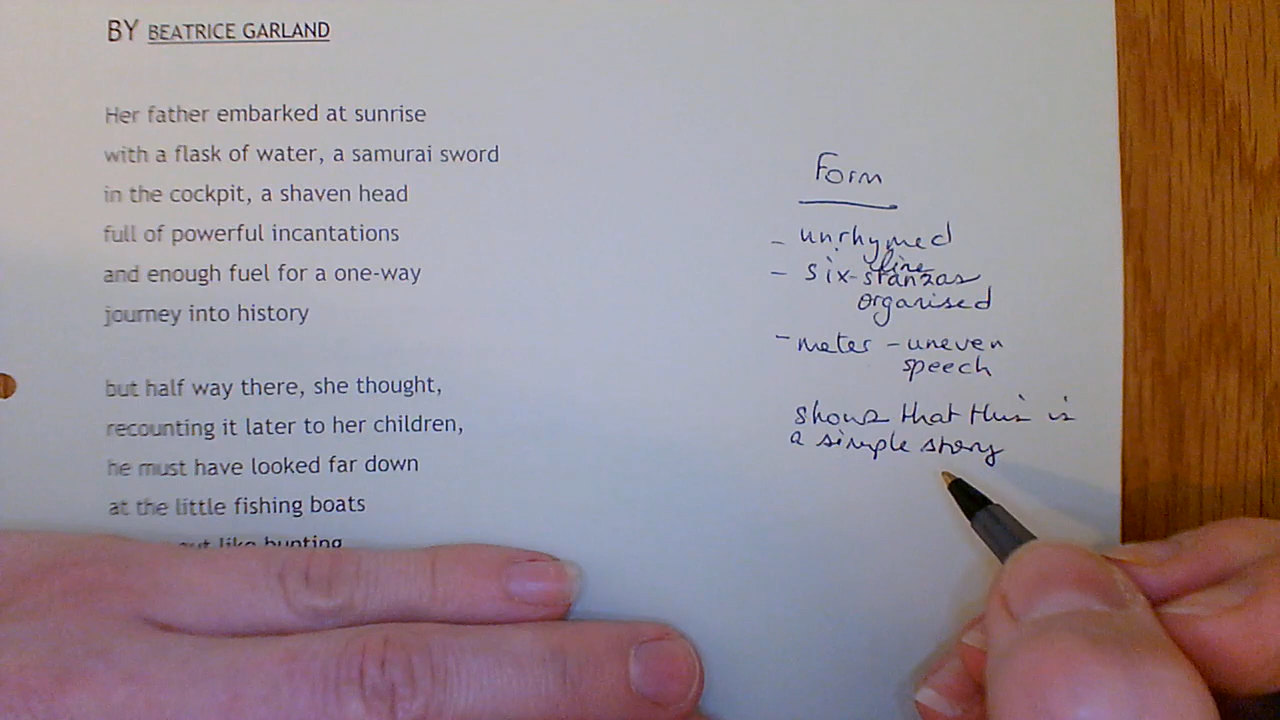 BY BEATRICE GARLAND
Her father embarked at sunrise
with a flask of water, a samurai sword
in the cockpit, a shaven head
full of powerful incantations
and enough fuel for a one-way
journey into history
but half way there, she thought,
recounting it later to her children,
he must have looked far down
at the little fishing boats
out like bunting
Form
- unrhymed
line
- six-stanzas
organised
- meter - uneven
speech
shows that this is
a simple story